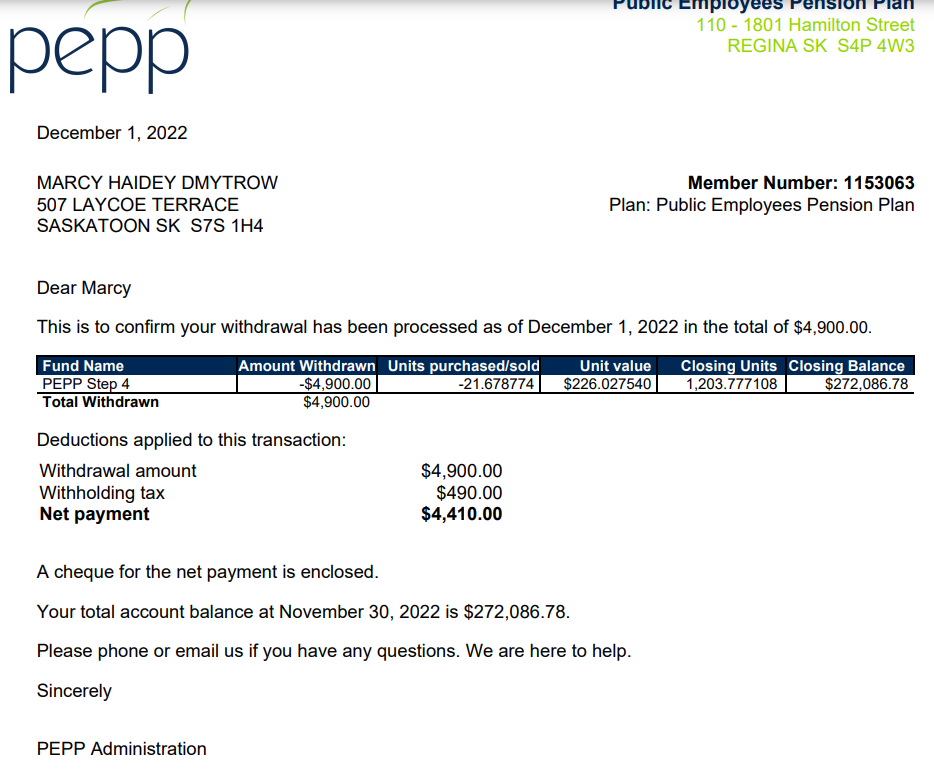 pepp
Public Employees Pension Plan
110 - 1801 Hamilton Street
REGINA SK S4P 4W3
December 1, 2022
MARCY HAIDEY DMYTROW
507 LAYCOE TERRACE
SASKATOON SK S7S 1H4
Member Number: 1153063
Plan: Public Employees Pension Plan
Dear Marcy
This is to confirm your withdrawal has been processed as of December 1, 2022 in the total of $4,900.00.
Fund Name Amount Withdrawn Units purchased/sold Unit value Closing Units Closing Balance
PEPP Step 4 -$4,900.00 -21.678774 $226.027540 1,203.777108 $272,086.78
Total Withdrawn $4,900.00
Deductions applied to this transaction:
Withdrawal amount $4,900.00
Withholding tax $490.00
Net payment $4,410.00
A cheque for the net payment is enclosed.
Your total account balance at November 30, 2022 is $272,086.78.
Please phone or email us if you have any questions. We are here to help.
Sincerely
PEPP Administration